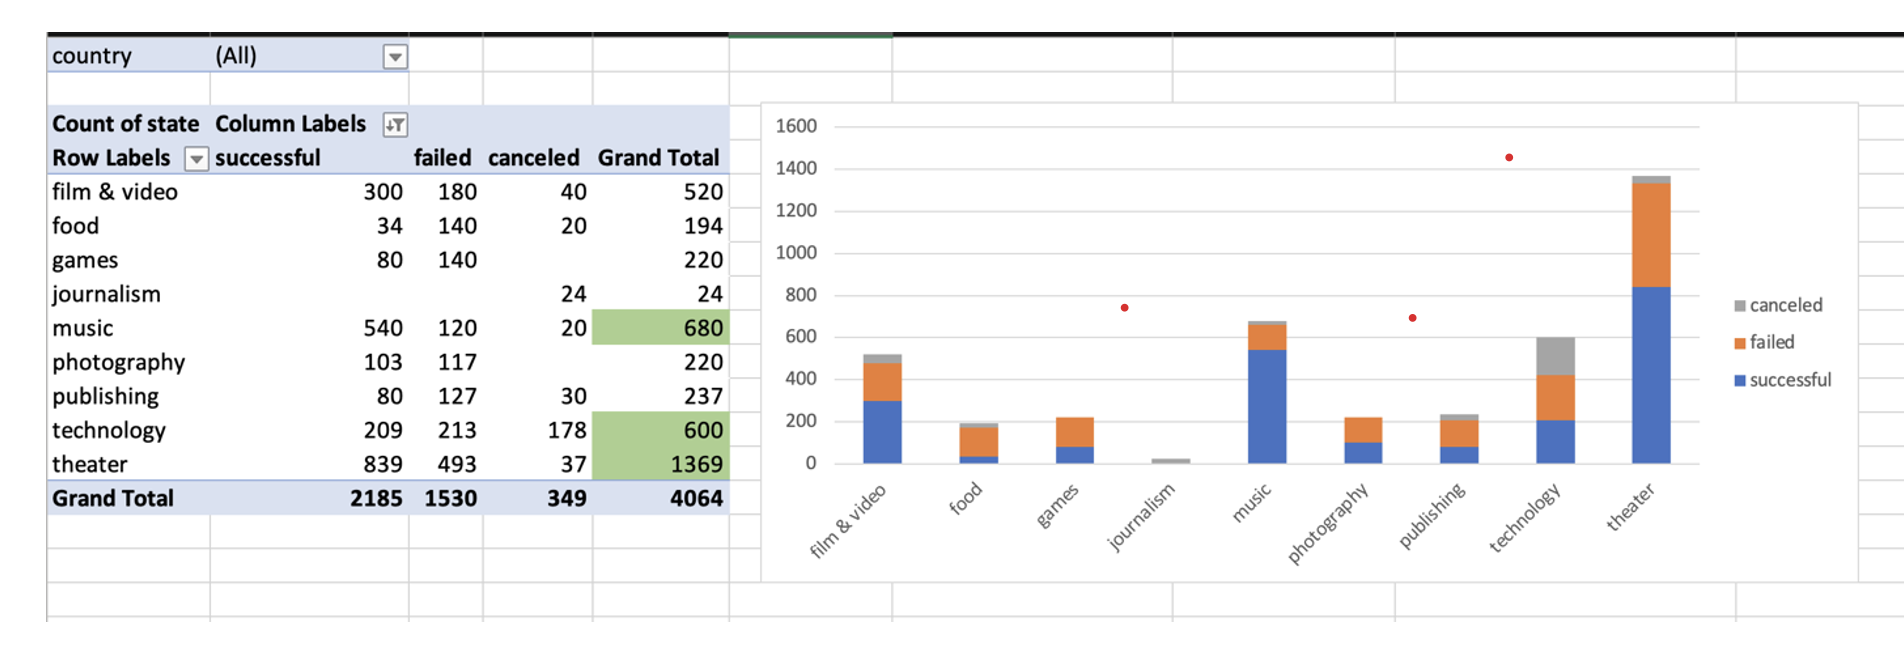 country (All)
Count of state Column Labels
Row Labels successful failed canceled Grand Total
film & video 300 180 40 520
food 34 140 20 194
games 80 140 220
journalism 24 24
music 540 120 20 680
photography 103 117 220
publishing 80 127 30 237
technology 209 213 178 600
theater 839 493 37 1369
Grand Total 2185 1530 349 4064
1600
1400
1200
1000
800
600
400
200
0
film & video food games journalism music photography publishing technology theater
canceled
failed
successful